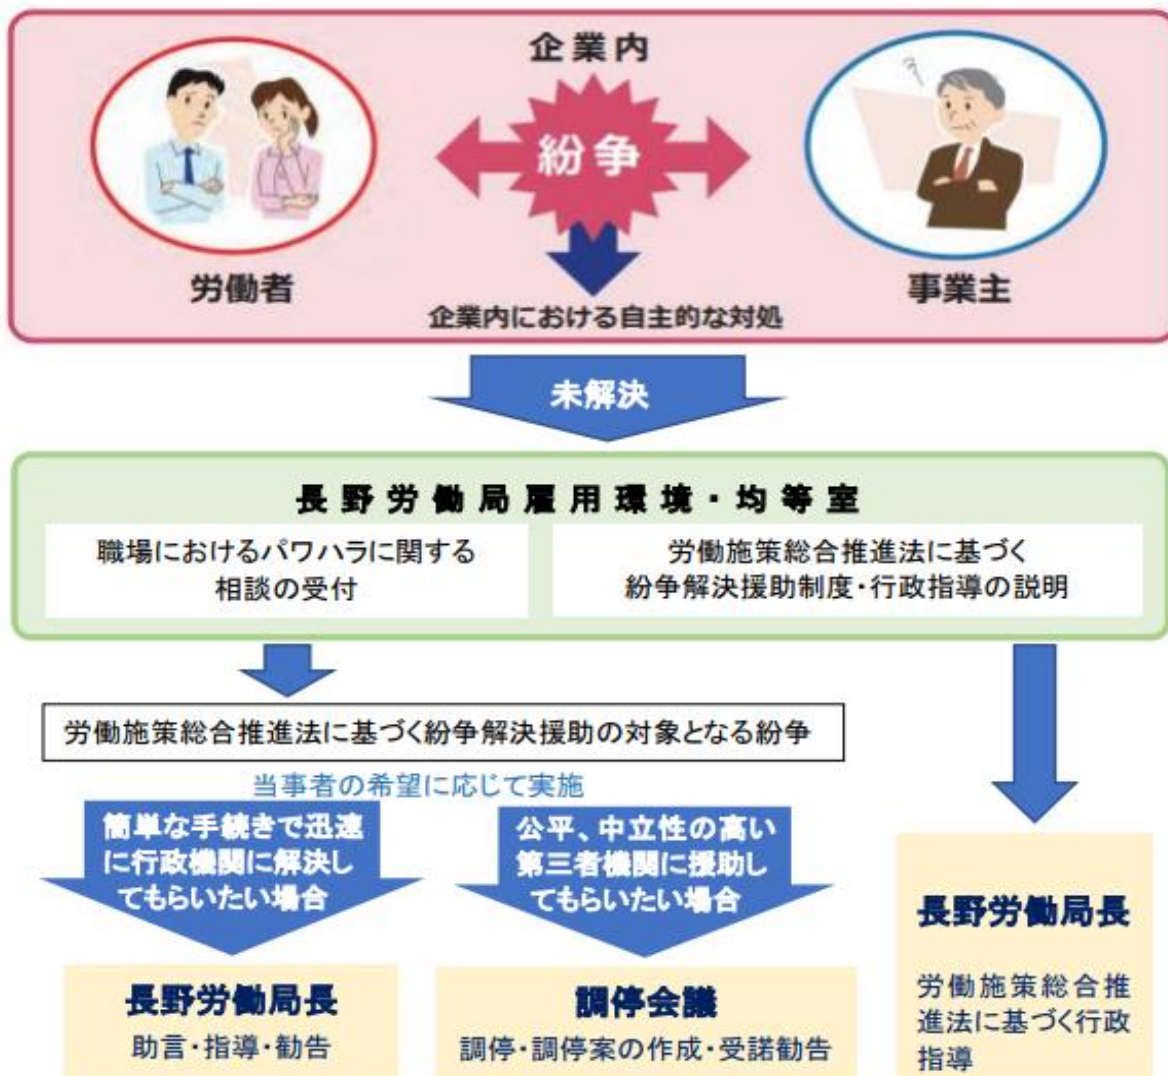 企業内
紛争
労働者
事業主
企業内における自主的な対処
未解決
長野労働局雇用環境・均等室
職場におけるパワハラに関する
相談の受付
労働施策総合推進法に基づく
紛争解決援助制度・行政指導の説明
労働施策総合推進法に基づく紛争解決援助の対象となる紛争
当事者の希望に応じて実施
簡単な手続きで迅速
に行政機関に解決し
てもらいたい場合
公平、中立性の高い
第三者機関に援助し
てもらいたい場合
長野労働局長
助言・指導・勧告
調停会議
調停・調停案の作成・受諾勧告
長野労働局長
労働施策総合推
進法に基づく行政
指導